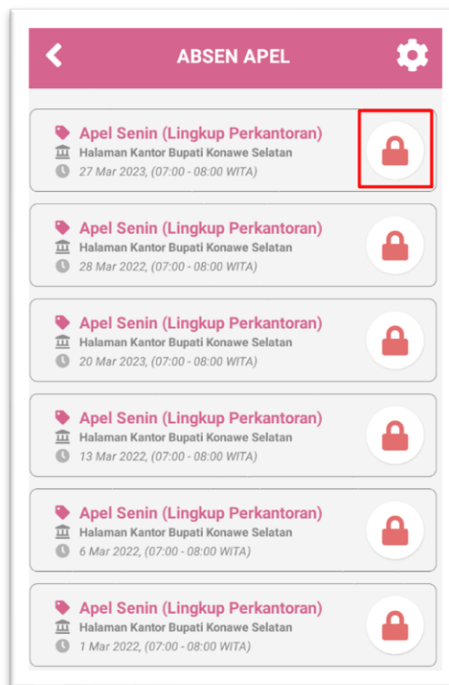 ABSEN APEL
Apel Senin (Lingkup Perkantoran)
Halaman Kantor Bupati Konawe Selatan
27 Mar 2023, (07:00 - 08:00 WITA)
Apel Senin (Lingkup Perkantoran)
Halaman Kantor Bupati Konawe Selatan
28 Mar 2022, (07:00 - 08:00 WITA)
Apel Senin (Lingkup Perkantoran)
Halaman Kantor Bupati Konawe Selatan
20 Mar 2023, (07:00 - 08:00 WITA)
Apel Senin (Lingkup Perkantoran)
Halaman Kantor Bupati Konawe Selatan
13 Mar 2022, (07:00 - 08:00 WITA)
Apel Senin (Lingkup Perkantoran)
Halaman Kantor Bupati Konawe Selatan
6 Mar 2022, (07:00 - 08:00 WITA)
Apel Senin (Lingkup Perkantoran)
Halaman Kantor Bupati Konawe Selatan
1 Mar 2022, (07:00 - 08:00 WITA)